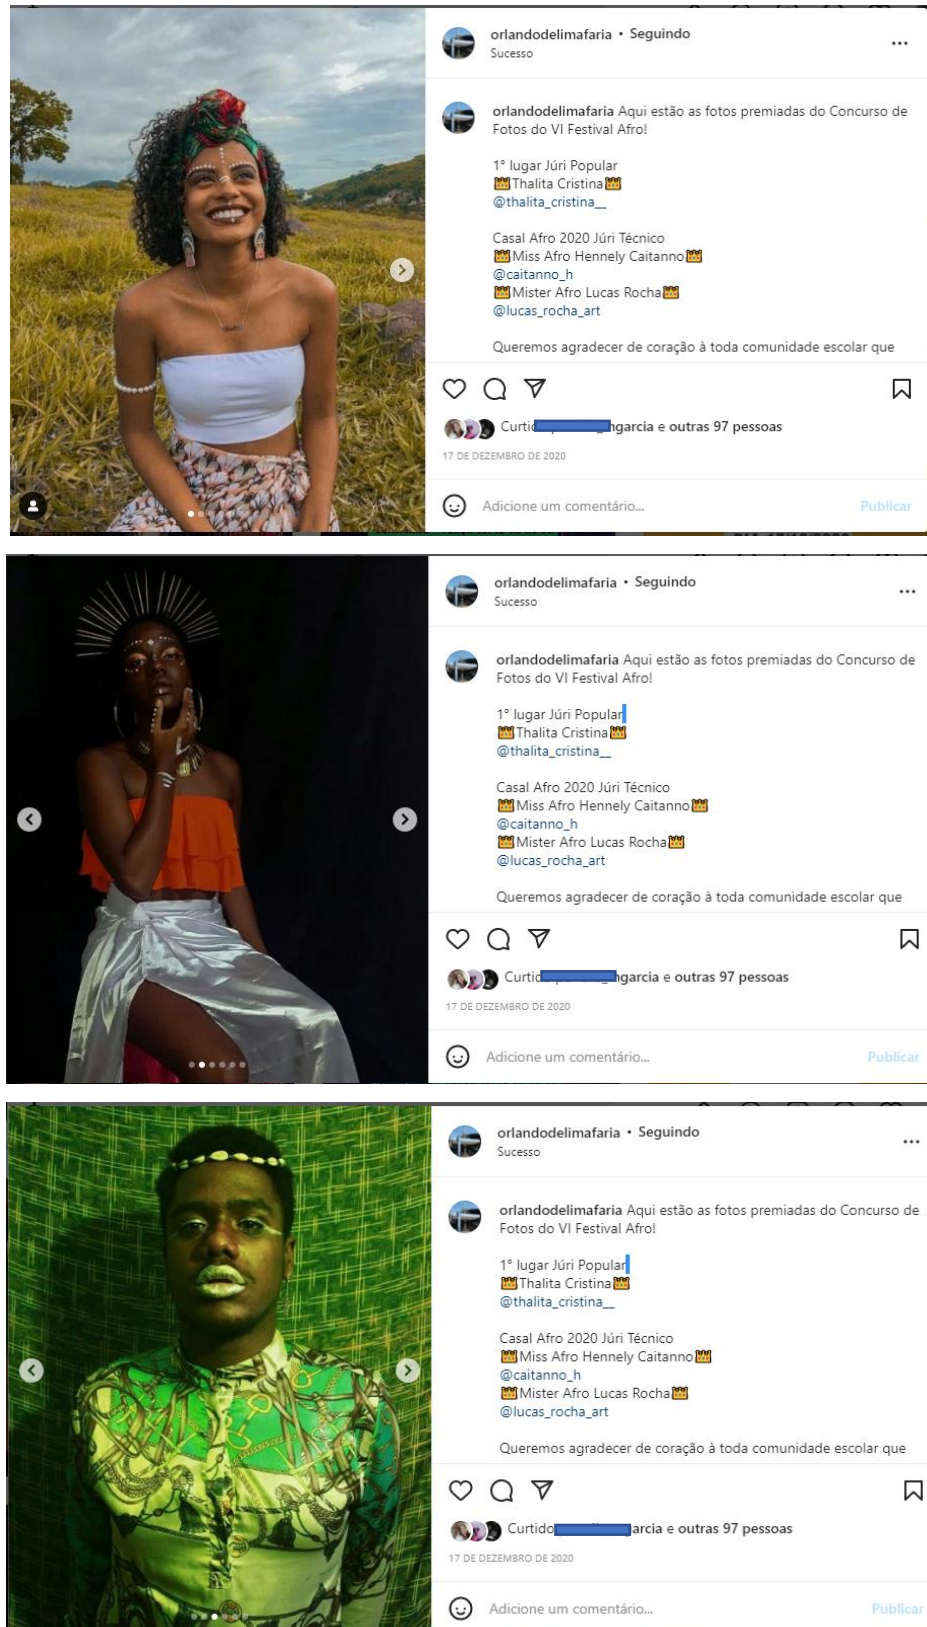 orlandodelimafaria • Seguindo
Sucesso
orlandodelimafaria Aqui estão as fotos premiadas do Concurso de
Fotos do VI Festival Afro!
1° lugar Júri Popular
Thalita Cristina
@thalita_cristina__
Casal Afro 2020 Júri Técnico
Miss Afro Hennely Caitanno
@caitanno_h
Mister Afro Lucas Rocha
@lucas_rocha_art
Queremos agradecer de coração à toda comunidade escolar que
garcia e outras 97 pessoas
17 DE DEZEMBRO DE 2020
Adicione um comentário...
Publicar
orlandodelimafaria • Seguindo
Sucesso
orlandodelimafaria Aqui estão as fotos premiadas do Concurso de
Fotos do VI Festival Afro!
1° lugar Júri Popular
Thalita Cristina
@thalita_cristina__
Casal Afro 2020 Júri Técnico
Miss Afro Hennely Caitanno
@caitanno_h
Mister Afro Lucas Rocha
@lucas_rocha_art
Queremos agradecer de coração à toda comunidade escolar que
garcia e outras 97 pessoas
17 DE DEZEMBRO DE 2020
Adicione um comentário...
Publicar
orlandodelimafaria • Seguindo
Sucesso
orlandodelimafaria Aqui estão as fotos premiadas do Concurso de
Fotos do VI Festival Afro!
1° lugar Júri Popular
Thalita Cristina
@thalita_cristina__
Casal Afro 2020 Júri Técnico
Miss Afro Hennely Caitanno
@caitanno_h
Mister Afro Lucas Rocha
@lucas_rocha_art
Queremos agradecer de coração à toda comunidade escolar que
Curtido arcia e outras 97 pessoas
17 DE DEZEMBRO DE 2020
Adicione um comentário...
Publicar